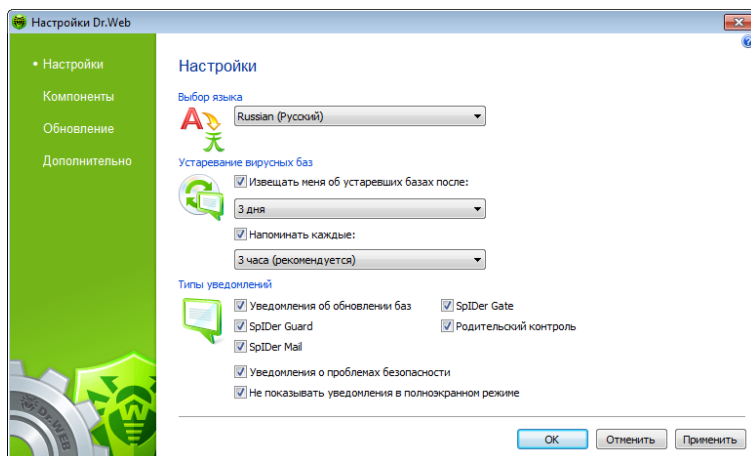 Настройки Dr.Web
• Настройки
Компоненты
Обновление
Дополнительно
Настройки
Выбор языка
Russian (Русский)
Устаревание вирусных баз
Извещать меня об устаревших базах после:
3 дня
Напоминать каждые:
3 часа (рекомендуется)
Типы уведомлений
Уведомления об обновлении баз
SpIDer Gate
SpIDer Guard
Родительский контроль
SpIDer Mail
Уведомления о проблемах безопасности
Не показывать уведомления в полноэкранном режиме
Dr.WEB
OK
Отменить
Применить